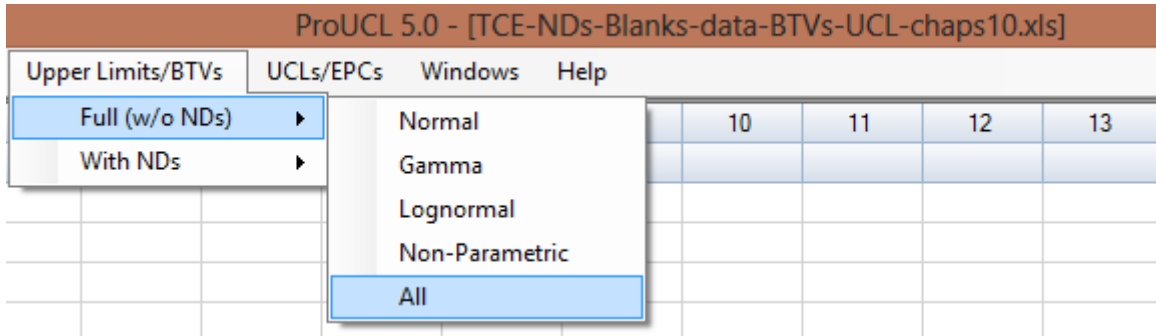 ProUCL 5.0 - [TCE-NDs-Blanks-data-BTVs-UCL-chaps10.xls]
Upper Limits/BTVs UCLs/EPCs Windows Help
Full (w/o NDs)
With NDs
Normal
Gamma
Lognormal
Non-Parametric
All
10 11 12 13